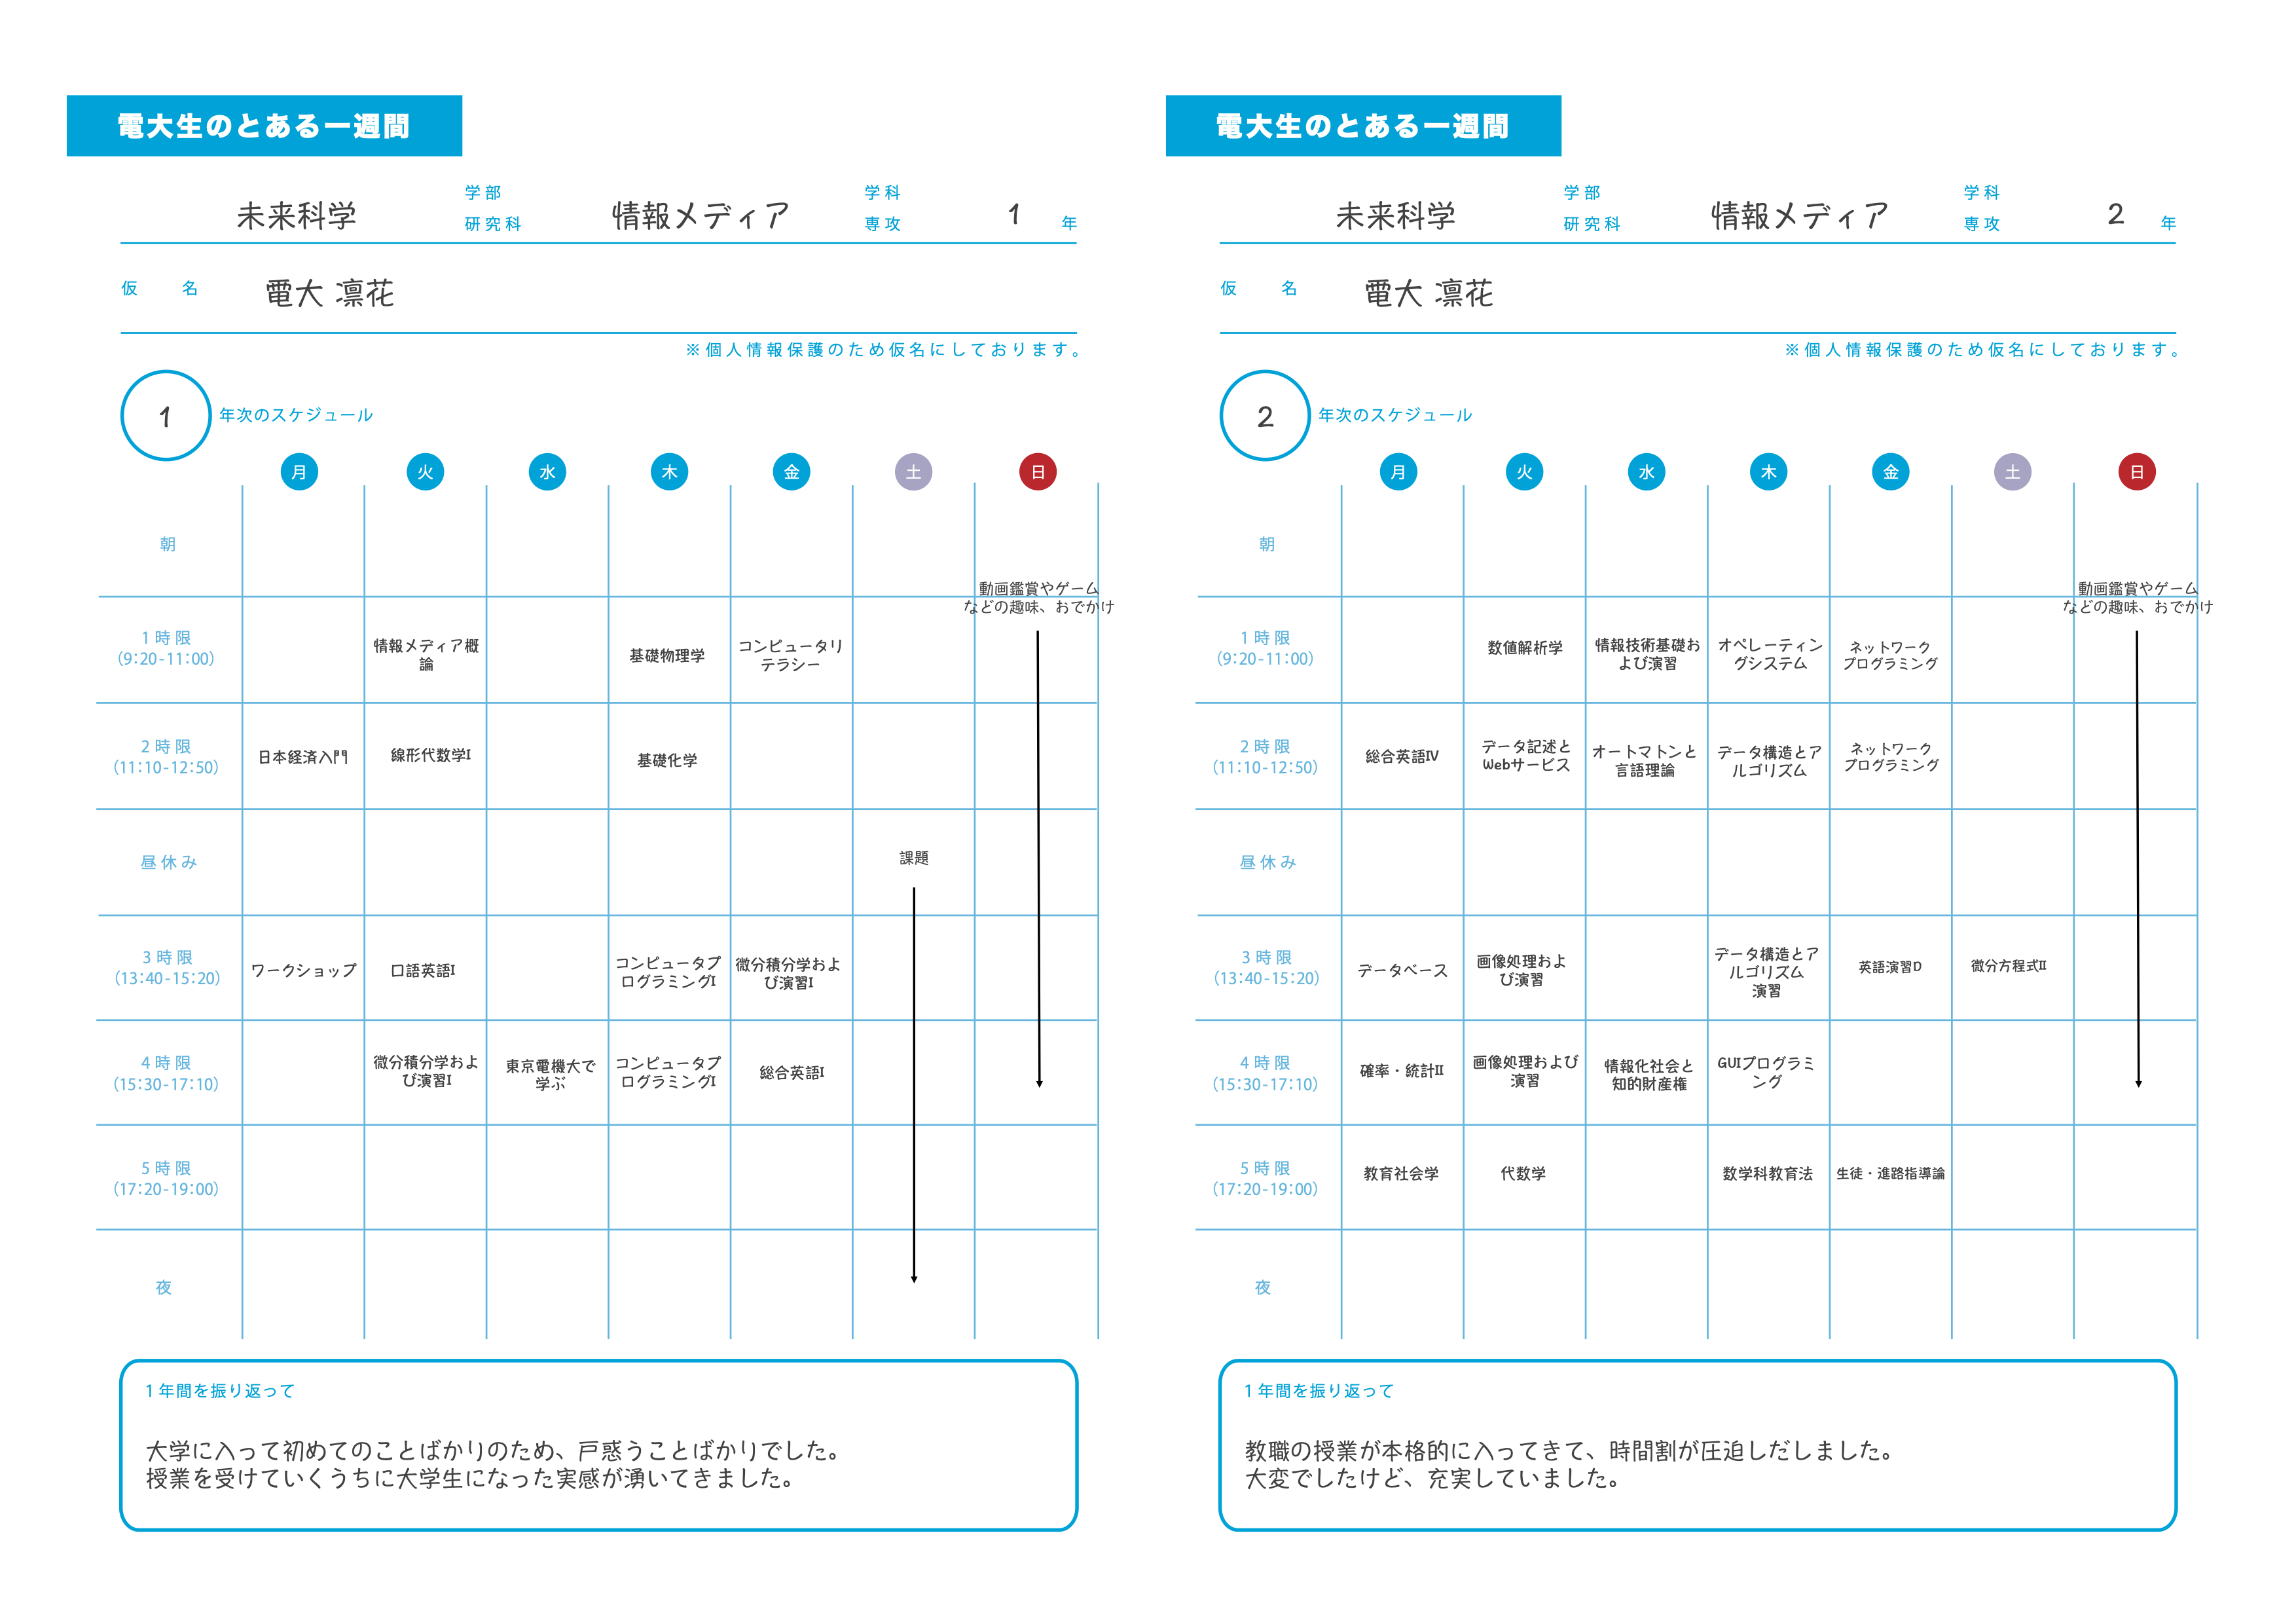 電大生のとある一週間
未来科学 学部 研究科 情報メディア 学科 専攻 1 年
仮 名 電大 凛花
※個人情報保護のため仮名にしております。
1 年次のスケジュール
月 火 水 木 金 土 日
朝
動画鑑賞やゲーム
などの趣味、おでかけ
1時限
(9:20-11:00)
情報メディア概
論
基礎物理学
コンピュータリ
テラシー
2時限
(11:10-12:50)
日本経済入門
線形代数学I
基礎化学
昼休み
課題
3時限
(13:40-15:20)
ワークショップ
口語英語I
コンピュータプ
ログラミングI
微分積分学およ
び演習I
4時限
(15:30-17:10)
微分積分学およ
び演習I
東京電機大で
学ぶ
コンピュータプ
ログラミングI
総合英語I
5時限
(17:20-19:00)
夜
1年間を振り返って
大学に入って初めてのことばかりのため、戸惑うことばかりでした。
授業を受けていくうちに大学生になった実感が湧いてきました。
電大生のとある一週間
未来科学 学部 研究科 情報メディア 学科 専攻 2 年
仮 名 電大 凛花
※個人情報保護のため仮名にしております。
2 年次のスケジュール
月 火 水 木 金 土 日
朝
動画鑑賞やゲーム
などの趣味、おでかけ
1時限
(9:20-11:00)
数値解析学
情報技術基礎お
よび演習
オペレーティン
グシステム
ネットワーク
プログラミング
2時限
(11:10-12:50)
総合英語IV
データ記述と
Webサービス
オートマトンと
言語理論
データ構造とア
ルゴリズム
ネットワーク
プログラミング
昼休み
3時限
(13:40-15:20)
データベース
画像処理およ
び演習
データ構造とア
ルゴリズム
演習
英語演習D
微分方程式II
4時限
(15:30-17:10)
確率・統計II
画像処理および
演習
情報化社会と
知的財産権
GUIプログラミ
ング
5時限
(17:20-19:00)
教育社会学
代数学
数学科教育法
生徒・進路指導論
夜
1年間を振り返って
教職の授業が本格的に入ってきて、時間割が圧迫しだしました。
大変でしたけど、充実していました。